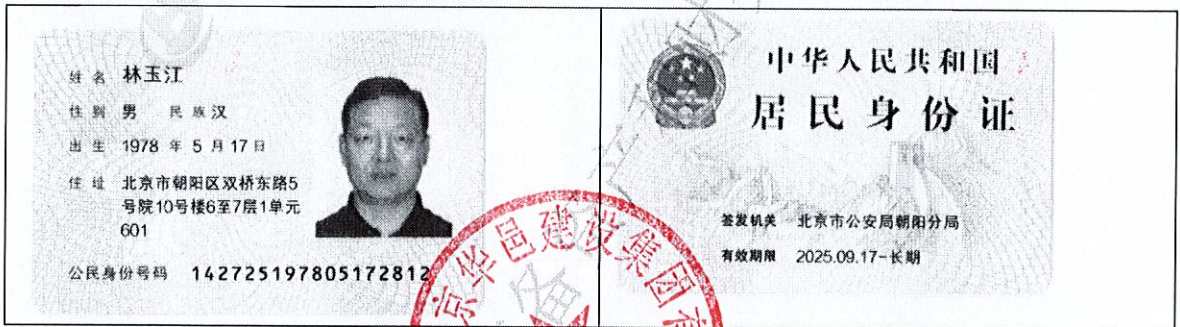 姓名 林玉江
性别 男 民族 汉
出生 1978 年 5 月 17 日
住址 北京市朝阳区双桥东路5
号院10号楼6至7层1单元
601
公民身份号码 142725197805172812
中华人民共和国
居民身份证
签发机关 北京市公安局朝阳分局
有效期限 2025.09.17-长期
京华邑建设集团有